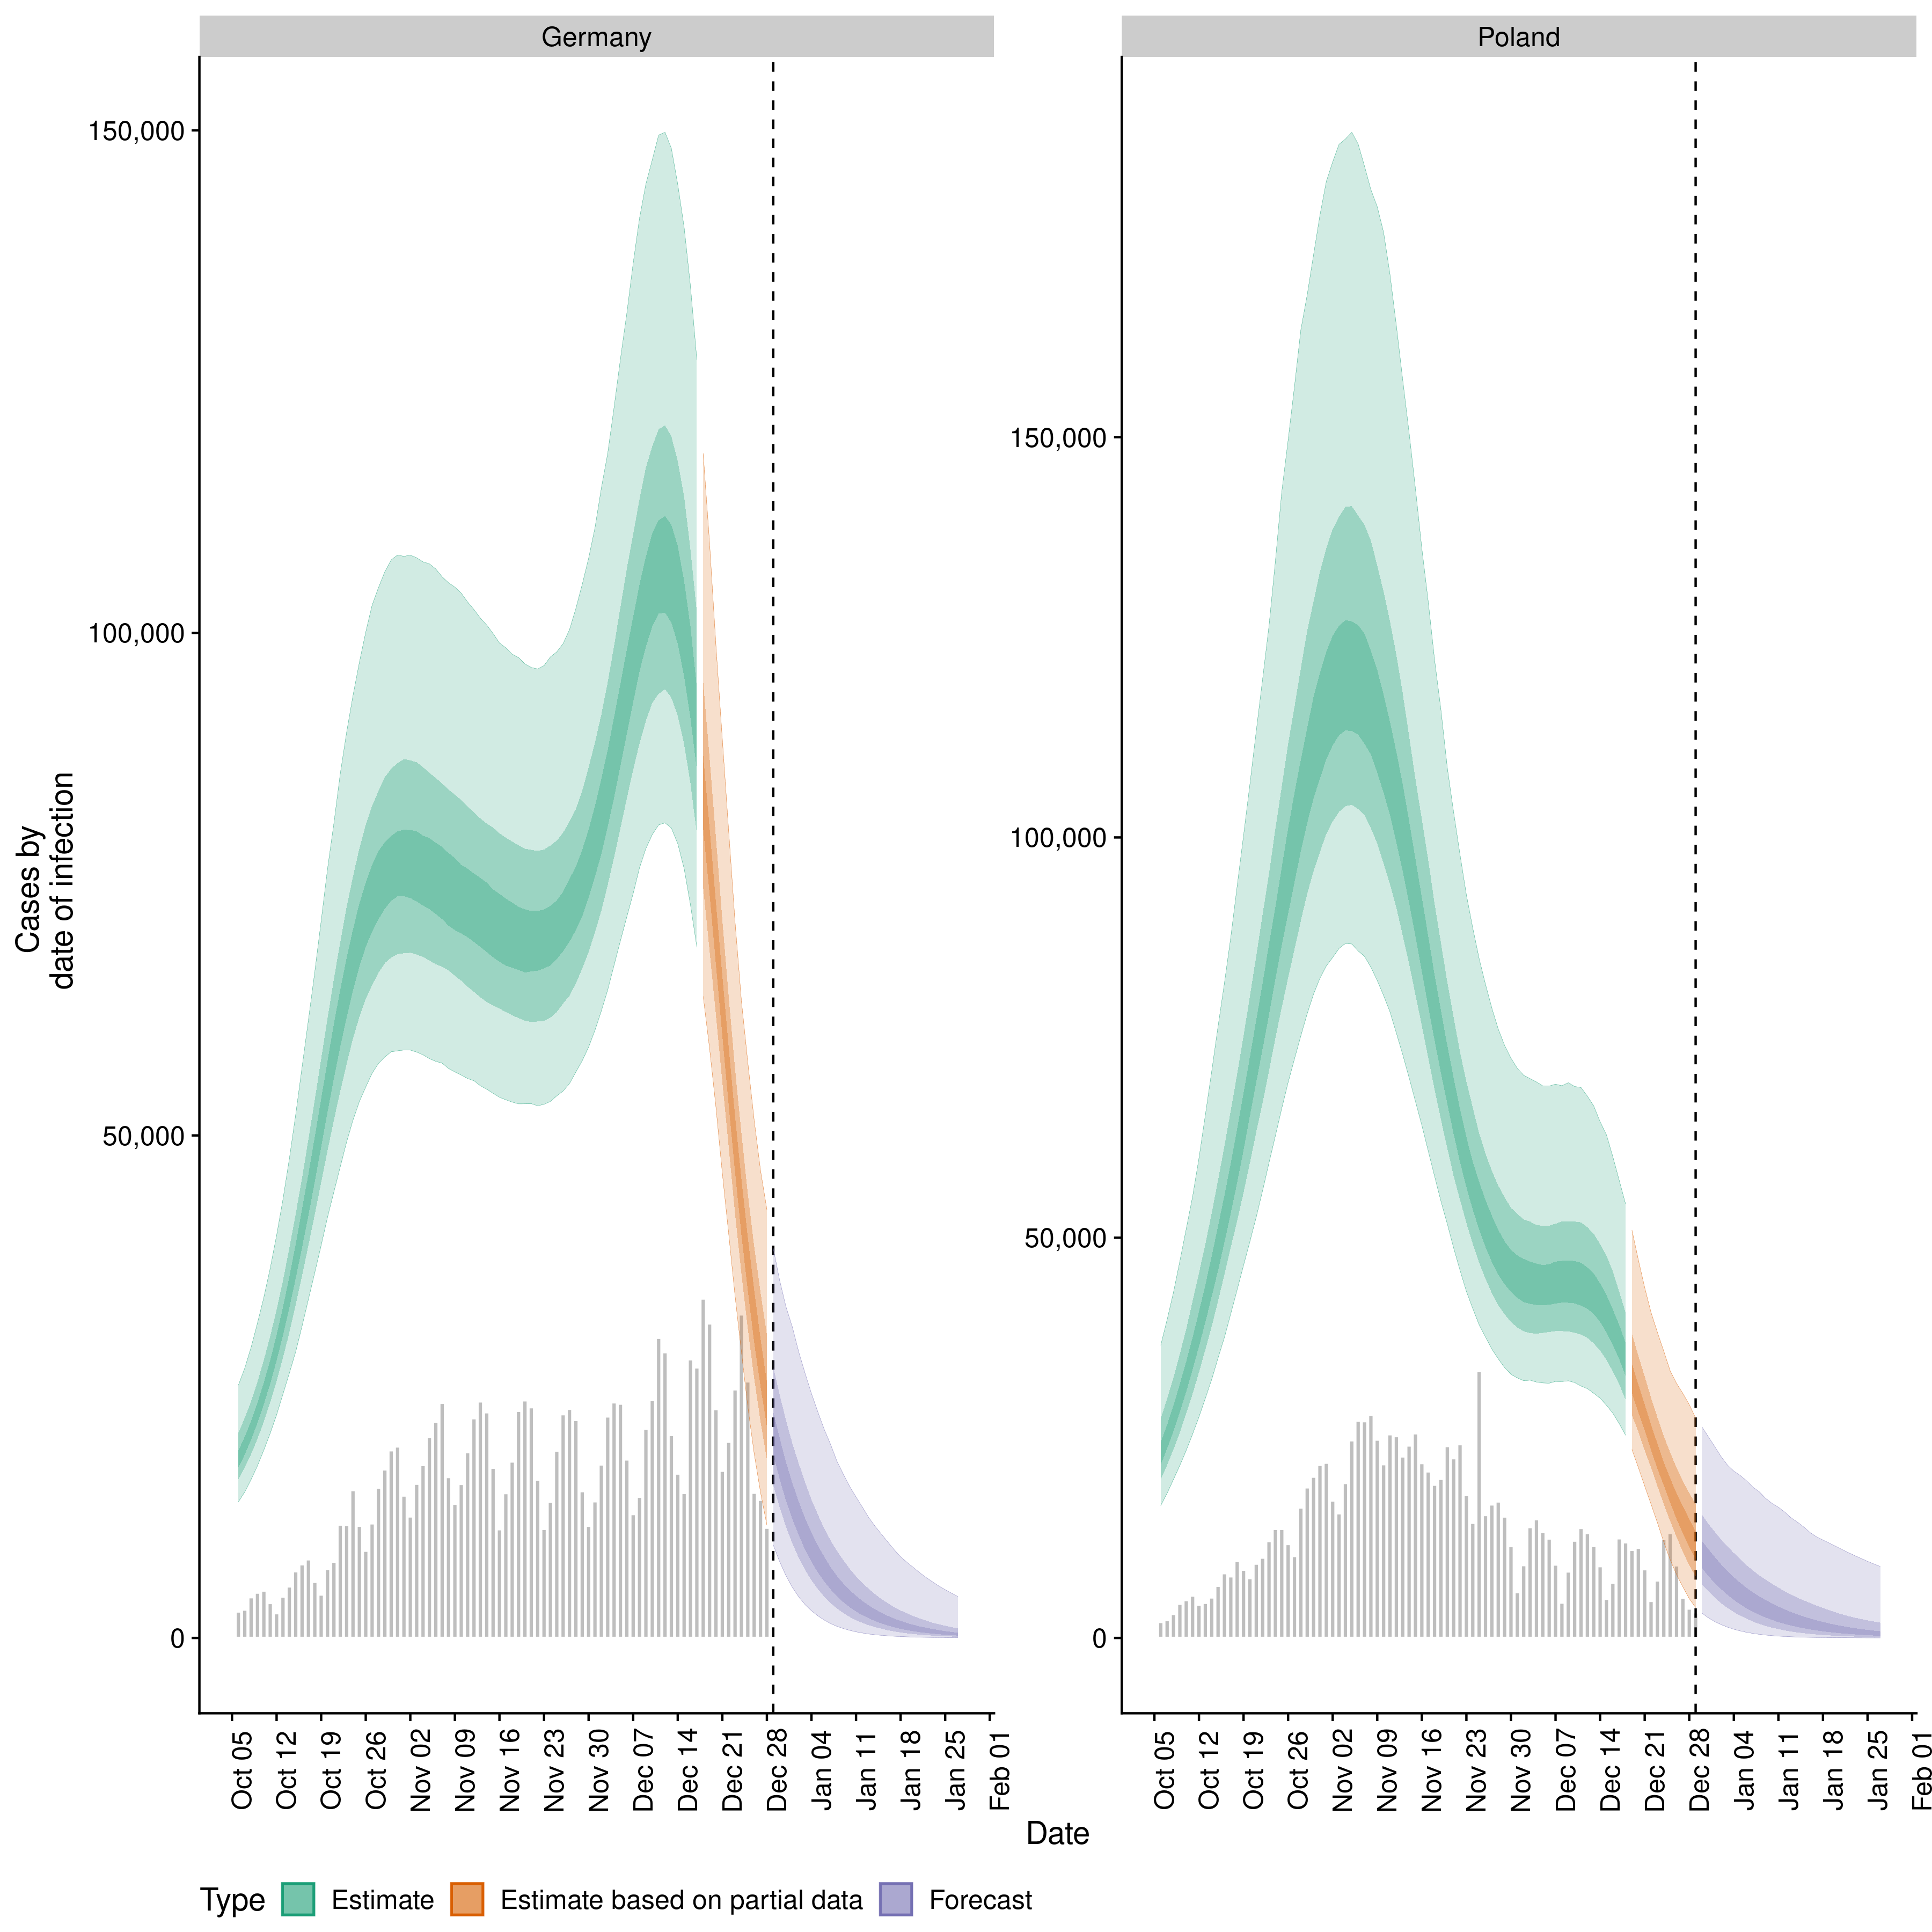 Germany
Poland
Cases by
date of infection
150,000
100,000
50,000
0
150,000
100,000
50,000
0
Oct 05
Oct 12
Oct 19
Oct 26
Nov 02
Nov 09
Nov 16
Nov 23
Nov 30
Dec 07
Dec 14
Dec 21
Dec 28
Jan 04
Jan 11
Jan 18
Jan 25
Feb 01
Oct 05
Oct 12
Oct 19
Oct 26
Nov 02
Nov 09
Nov 16
Nov 23
Nov 30
Dec 07
Dec 14
Dec 21
Dec 28
Jan 04
Jan 11
Jan 18
Jan 25
Feb 01
Date
Type Estimate Estimate based on partial data Forecast